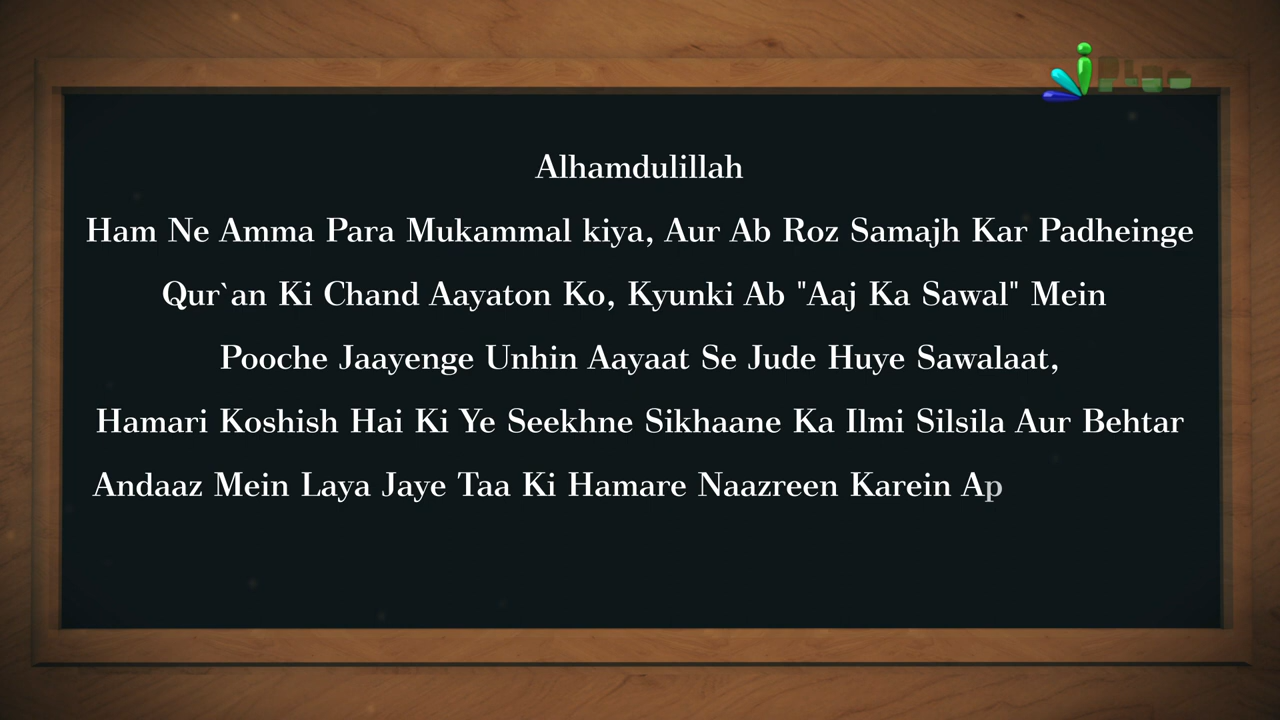 Alhamdulillah
Ham Ne Amma Para Mukammal kiya, Aur Ab Roz Samajh Kar Padheinge
Qur`an Ki Chand Aayaton Ko, Kyunki Ab "Aaj Ka Sawal" Mein
Pooche Jaayenge Unhin Aayaat Se Jude Huye Sawalaat,
Hamari Koshish Hai Ki Ye Seekhne Sikhaane Ka Ilmi Silsila Aur Behtar
Andaaz Mein Laya Jaye Taa Ki Hamare Naazreen Karein Ap